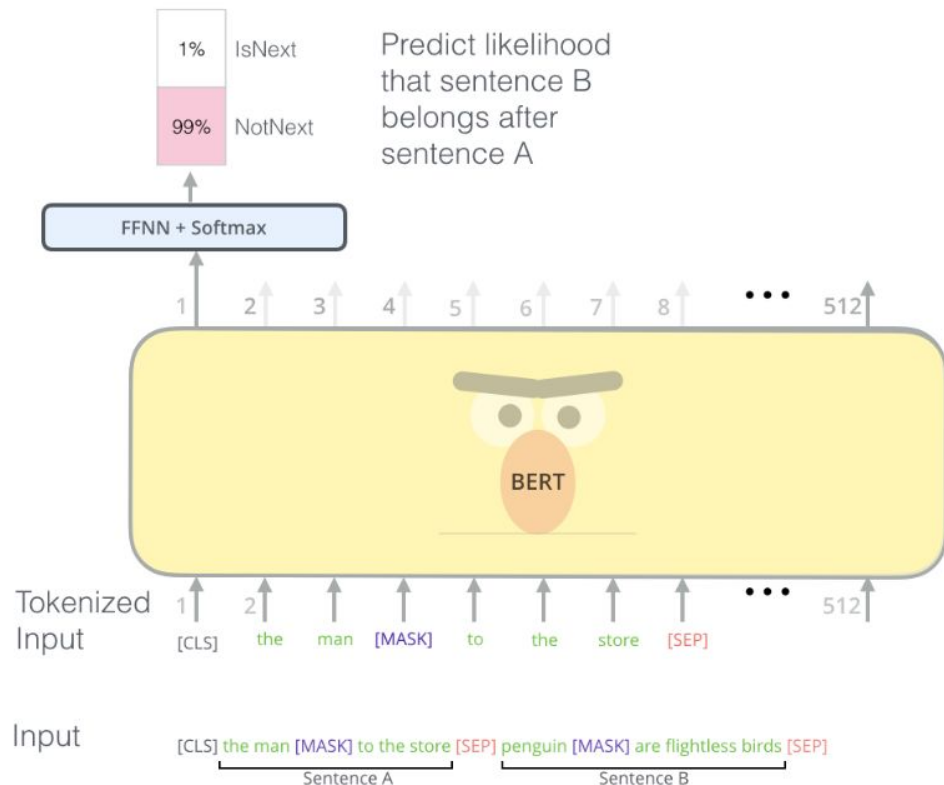 1% IsNext
99% NotNext
Predict likelihood
that sentence B
belongs after
sentence A
FFNN + Softmax
1 2 3 4 5 6 7 8 ••• 512
BERT
Tokenized
Input
1 2 ••• 512
[CLS] the man [MASK] to the store [SEP]
Input
[CLS] the man [MASK] to the store [SEP] penguin [MASK] are flightless birds [SEP]
Sentence A Sentence B